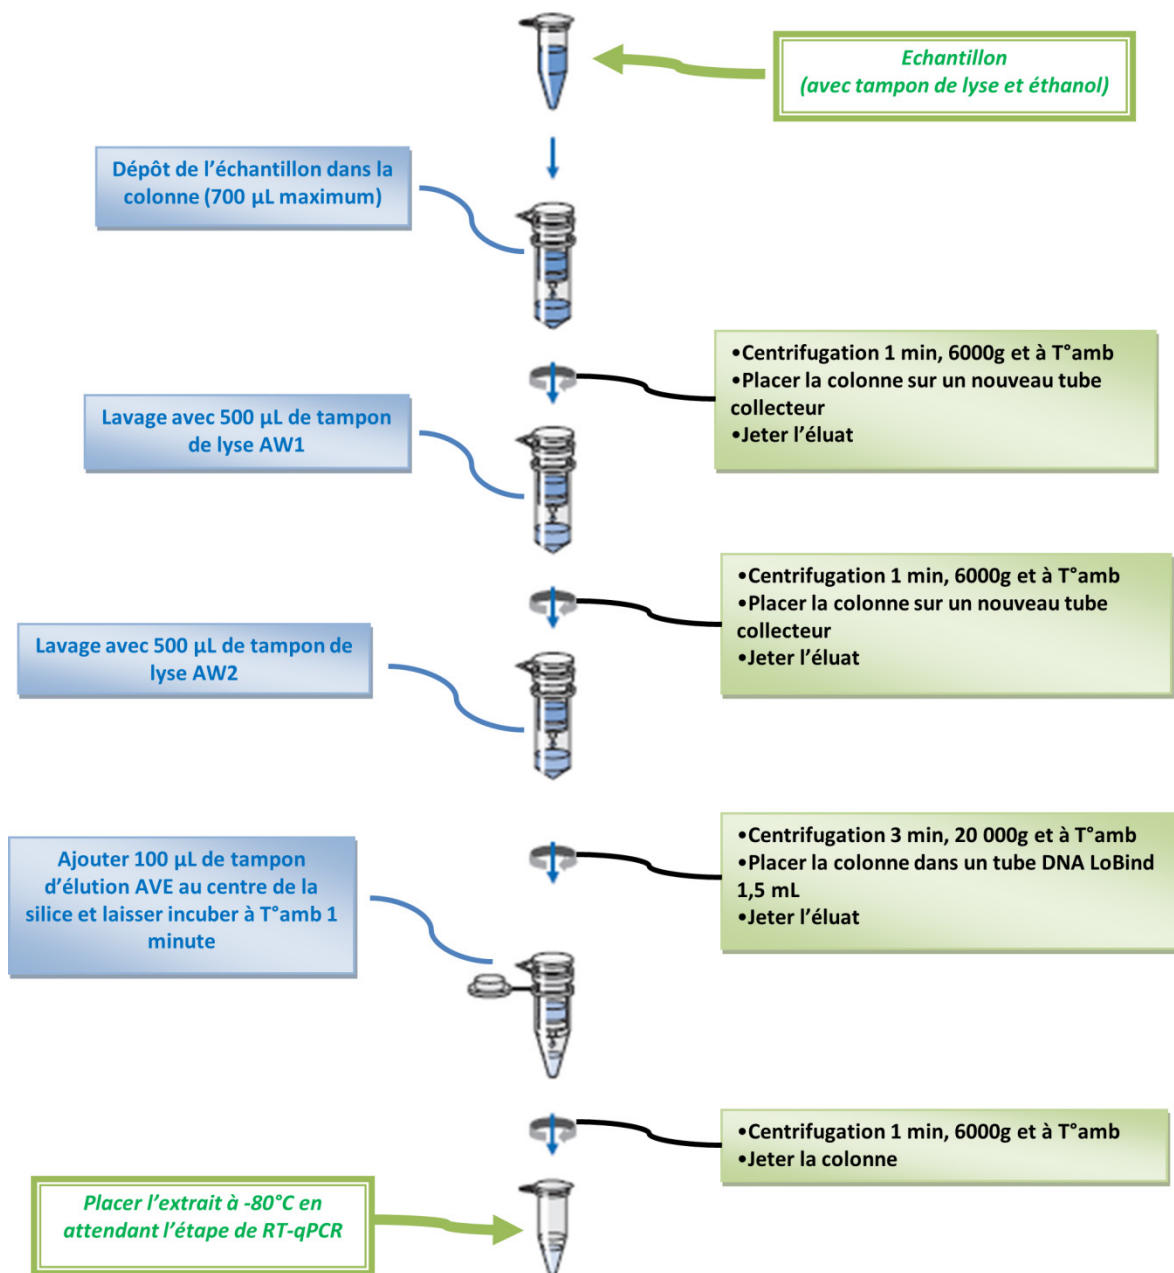 Echantillon
(avec tampon de lyse et éthanol)
Dépôt de l'échantillon dans la
colonne (700 µL maximum)
•Centrifugation 1 min, 6000g et à T°amb
•Placer la colonne sur un nouveau tube
collecteur
•Jeter l'éluat
Lavage avec 500 µL de tampon
de lyse AW1
•Centrifugation 1 min, 6000g et à T°amb
•Placer la colonne sur un nouveau tube
collecteur
•Jeter l'éluat
Lavage avec 500 µL de tampon de
lyse AW2
•Centrifugation 3 min, 20 000g et à T°amb
•Placer la colonne dans un tube DNA LoBind
1,5 mL
•Jeter l'éluat
Ajouter 100 µL de tampon
d'élution AVE au centre de la
silice et laisser incuber à T°amb 1
minute
•Centrifugation 1 min, 6000g et à T°amb
•Jeter la colonne
Placer l'extrait à -80°C en
attendant l'étape de RT-qPCR